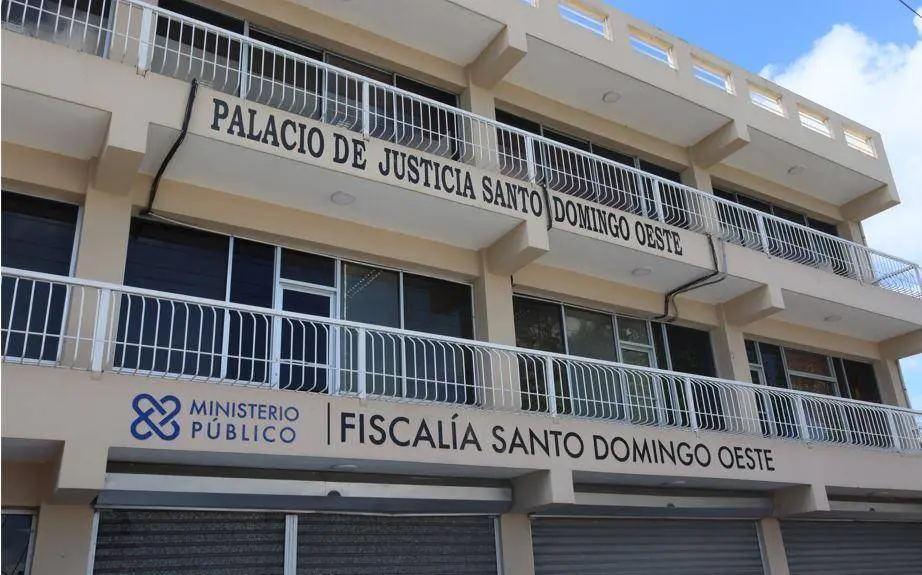 PALACIO DE JUSTICIA SANTO DOMINGO OESTE
MINISTERIO
PÚBLICO
FISCALÍA SANTO DOMINGO OESTE